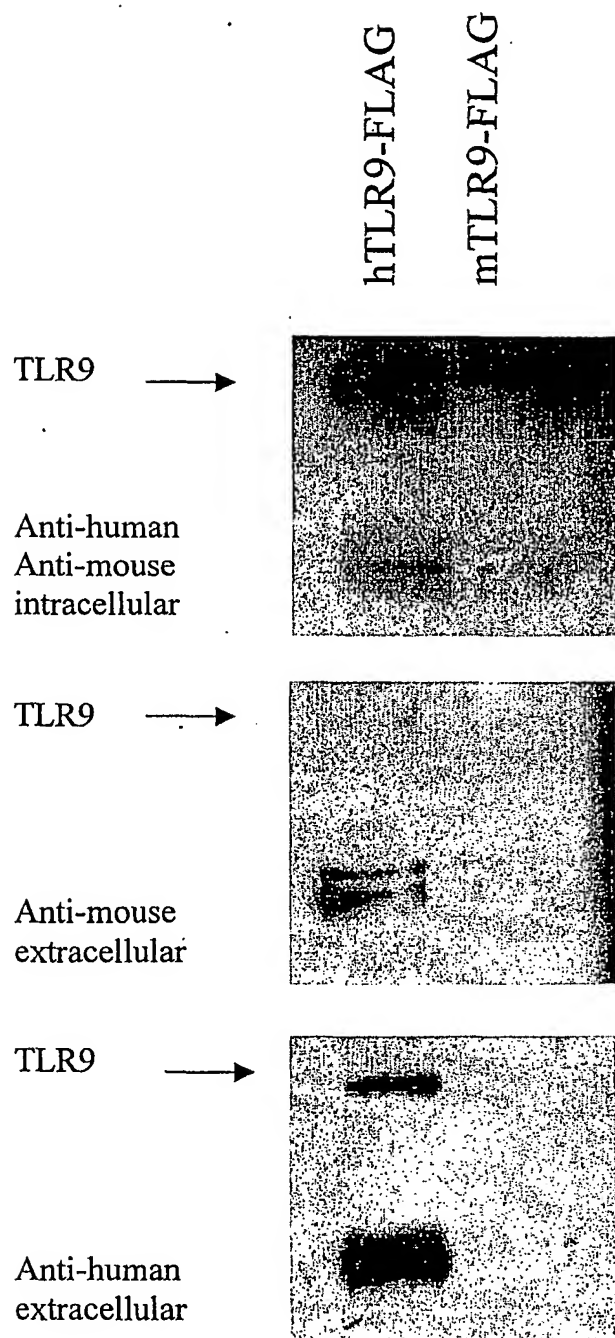 hTLR9-FLAG
mTLR9-FLAG
TLR9
Anti-human
Anti-mouse
intracellular
TLR9
Anti-mouse
extracellular
TLR9
Anti-human
extracellular